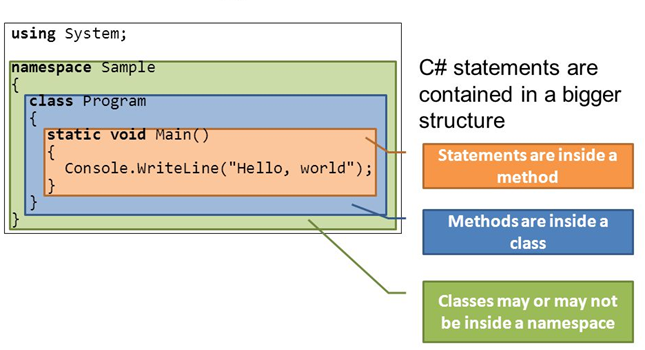 using System;
namespace Sample
{
class Program
{
static void Main()
{
Console.WriteLine("Hello, world");
}
}
}
C# statements are
contained in a bigger
structure
Statements are inside a
method
Methods are inside a
class
Classes may or may not
be inside a namespace